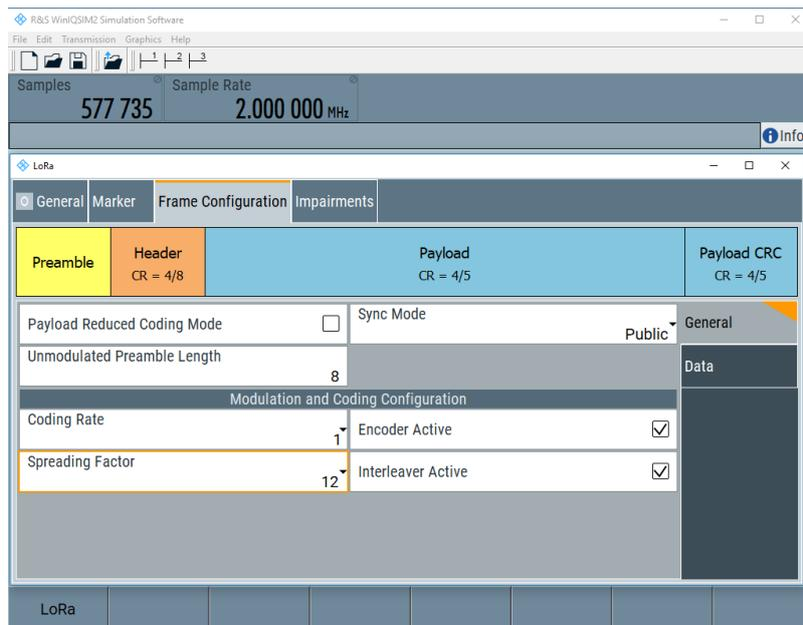 R&S WinIQSIM2 Simulation Software
File Edit Transmission Graphics Help
1 2 3
Samples
577 735
Sample Rate
2.000 000 MHz
Info
LoRa
General
Marker
Frame Configuration
Impairments
Preamble
Header
CR = 4/8
Payload
CR = 4/5
Payload CRC
CR = 4/5
Payload Reduced Coding Mode
Sync Mode
Public
General
Unmodulated Preamble Length
8
Data
Modulation and Coding Configuration
Coding Rate
1
Encoder Active
Spreading Factor
12
Interleaver Active
LoRa